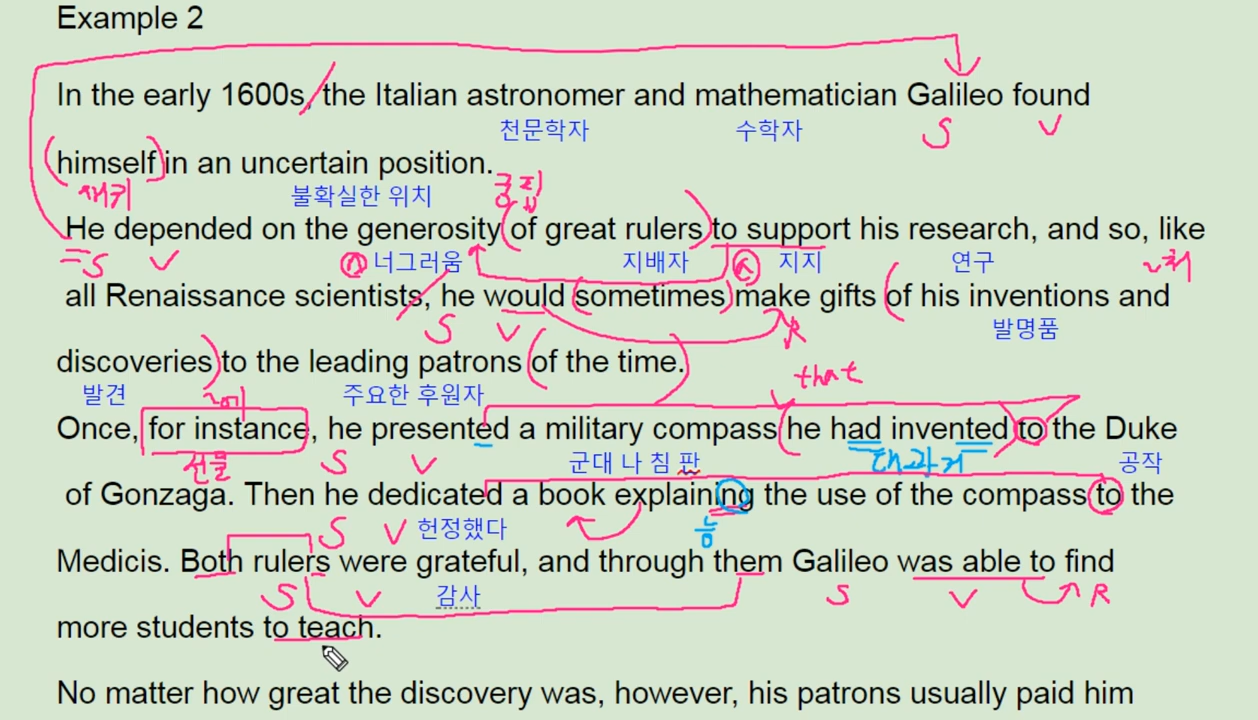 Example 2
In the early 1600s, the Italian astronomer and mathematician Galileo found
천문학자 수학자 S V
himself in an uncertain position.
재귀 불확실한 위치 긍정
He depended on the generosity of great rulers to support his research, and so, like
=S V ⓝ 너그러움 지배자 지지 연구 ~처럼
all Renaissance scientists, he would sometimes make gifts of his inventions and
S V R 발명품
discoveries to the leading patrons of the time.
발견 주요한 후원자 that
Once, for instance, he presented a military compass he had invented to the Duke
선물 S V 군대 나 침 판 대과거 공작
of Gonzaga. Then he dedicated a book explaining the use of the compass to the
S V 헌정했다 능
Medicis. Both rulers were grateful, and through them Galileo was able to find
S V 감사 S V R
more students to teach.
No matter how great the discovery was, however, his patrons usually paid him